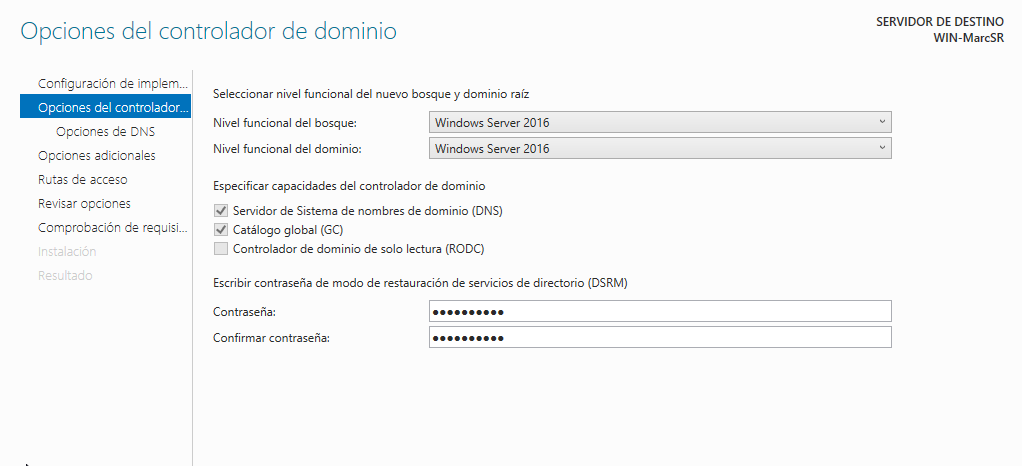 Opciones del controlador de dominio
SERVIDOR DE DESTINO
WIN-MarcSR
Configuración de implem...
Opciones del controlador...
Opciones de DNS
Opciones adicionales
Rutas de acceso
Revisar opciones
Comprobación de requisi...
Instalación
Resultado
Seleccionar nivel funcional del nuevo bosque y dominio raíz
Nivel funcional del bosque: Windows Server 2016
Nivel funcional del dominio: Windows Server 2016
Especificar capacidades del controlador de dominio
Servidor de Sistema de nombres de dominio (DNS)
Catálogo global (GC)
Controlador de dominio de solo lectura (RODC)
Escribir contraseña de modo de restauración de servicios de directorio (DSRM)
Contraseña: ●●●●●●●●●●
Confirmar contraseña: ●●●●●●●●●●